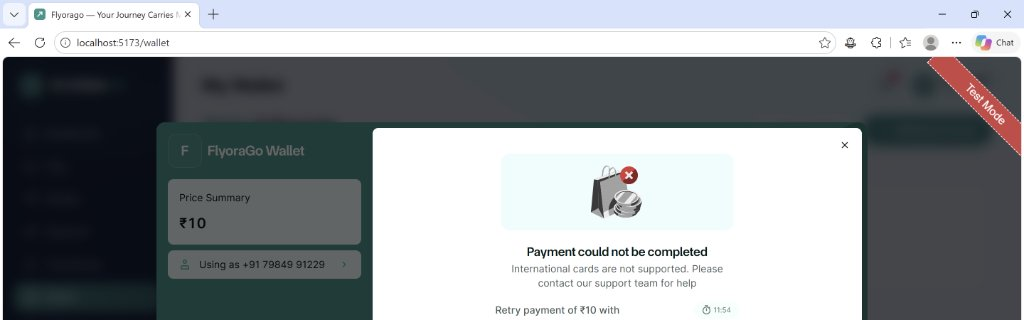 Flyorago — Your Journey Carries
localhost:5173/wallet
Chat
My Wallet
Test Mode
F
FlyoraGo Wallet
Price Summary
₹10
Using as +91 79849 91229
Payment could not be completed
International cards are not supported. Please
contact our support team for help
Retry payment of ₹10 with
11:54